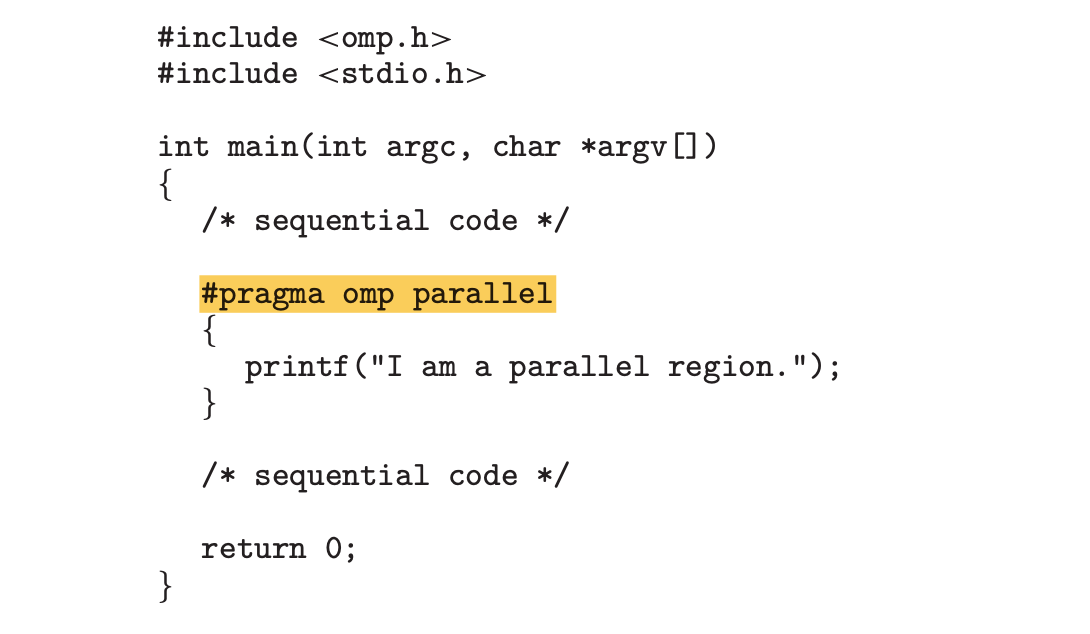 #include <omp.h>
#include <stdio.h>
int main(int argc, char *argv[])
{
/* sequential code */
#pragma omp parallel
{
printf("I am a parallel region.");
}
/* sequential code */
return 0;
}